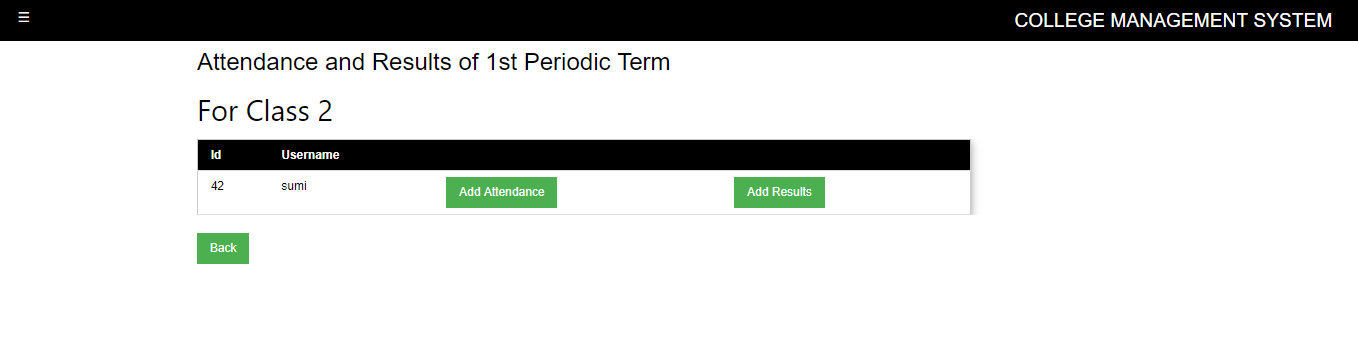 ☰ COLLEGE MANAGEMENT SYSTEM
Attendance and Results of 1st Periodic Term
For Class 2
Id Username
42 sumi Add Attendance Add Results
Back